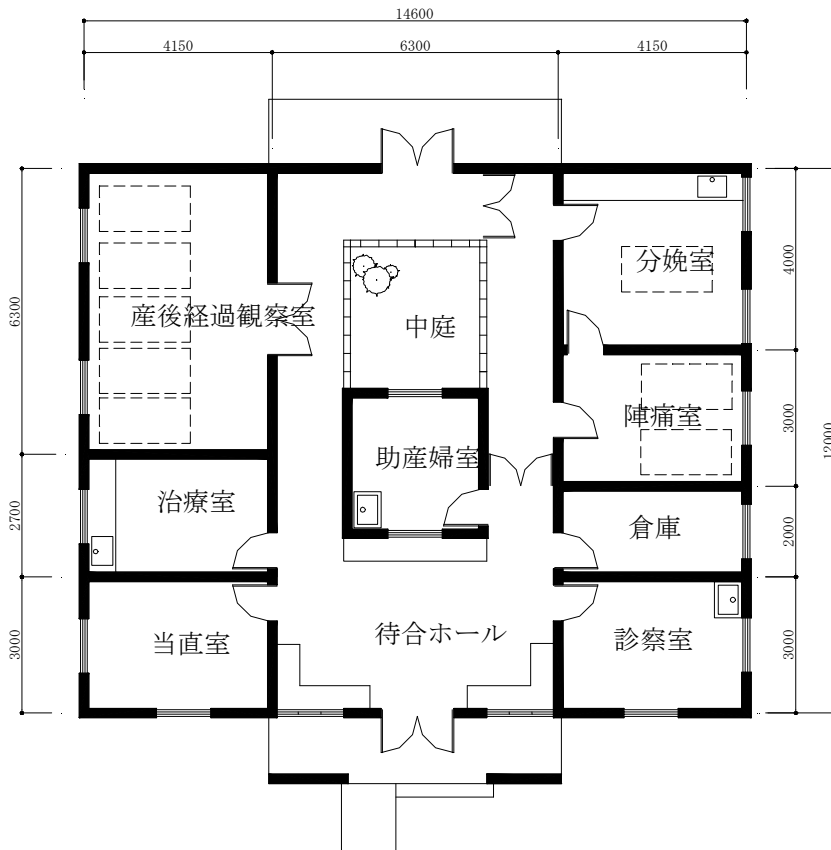 14600
4150
6300
4150
分娩室
4000
6300
産後経過観察室
中庭
陣痛室
3000
12000
助産婦室
治療室
2700
倉庫
2000
待合ホール
当直室
3000
診察室
3000